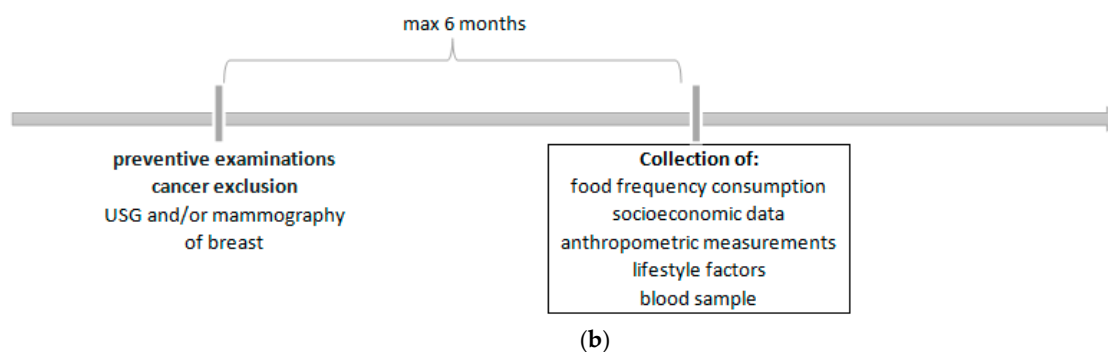 max 6 months
preventive examinations
cancer exclusion
USG and/or mammography
of breast
Collection of:
food frequency consumption
socioeconomic data
anthropometric measurements
lifestyle factors
blood sample
(b)